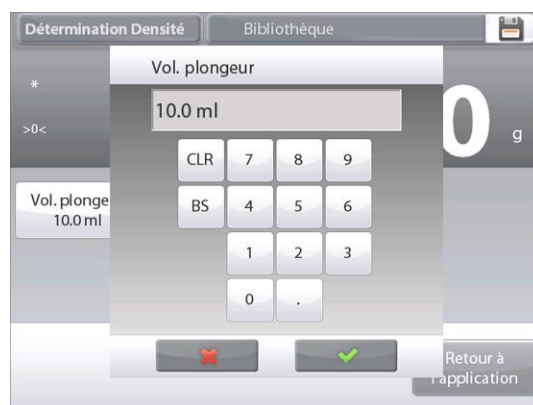 Détermination Densité
Bibliothèque
Vol. plongeur
*
10.0 ml
>0<
0 g
CLR 7 8 9
Vol. plonge
10.0 ml
BS 4 5 6
1 2 3
0 .
Retour à
l'application